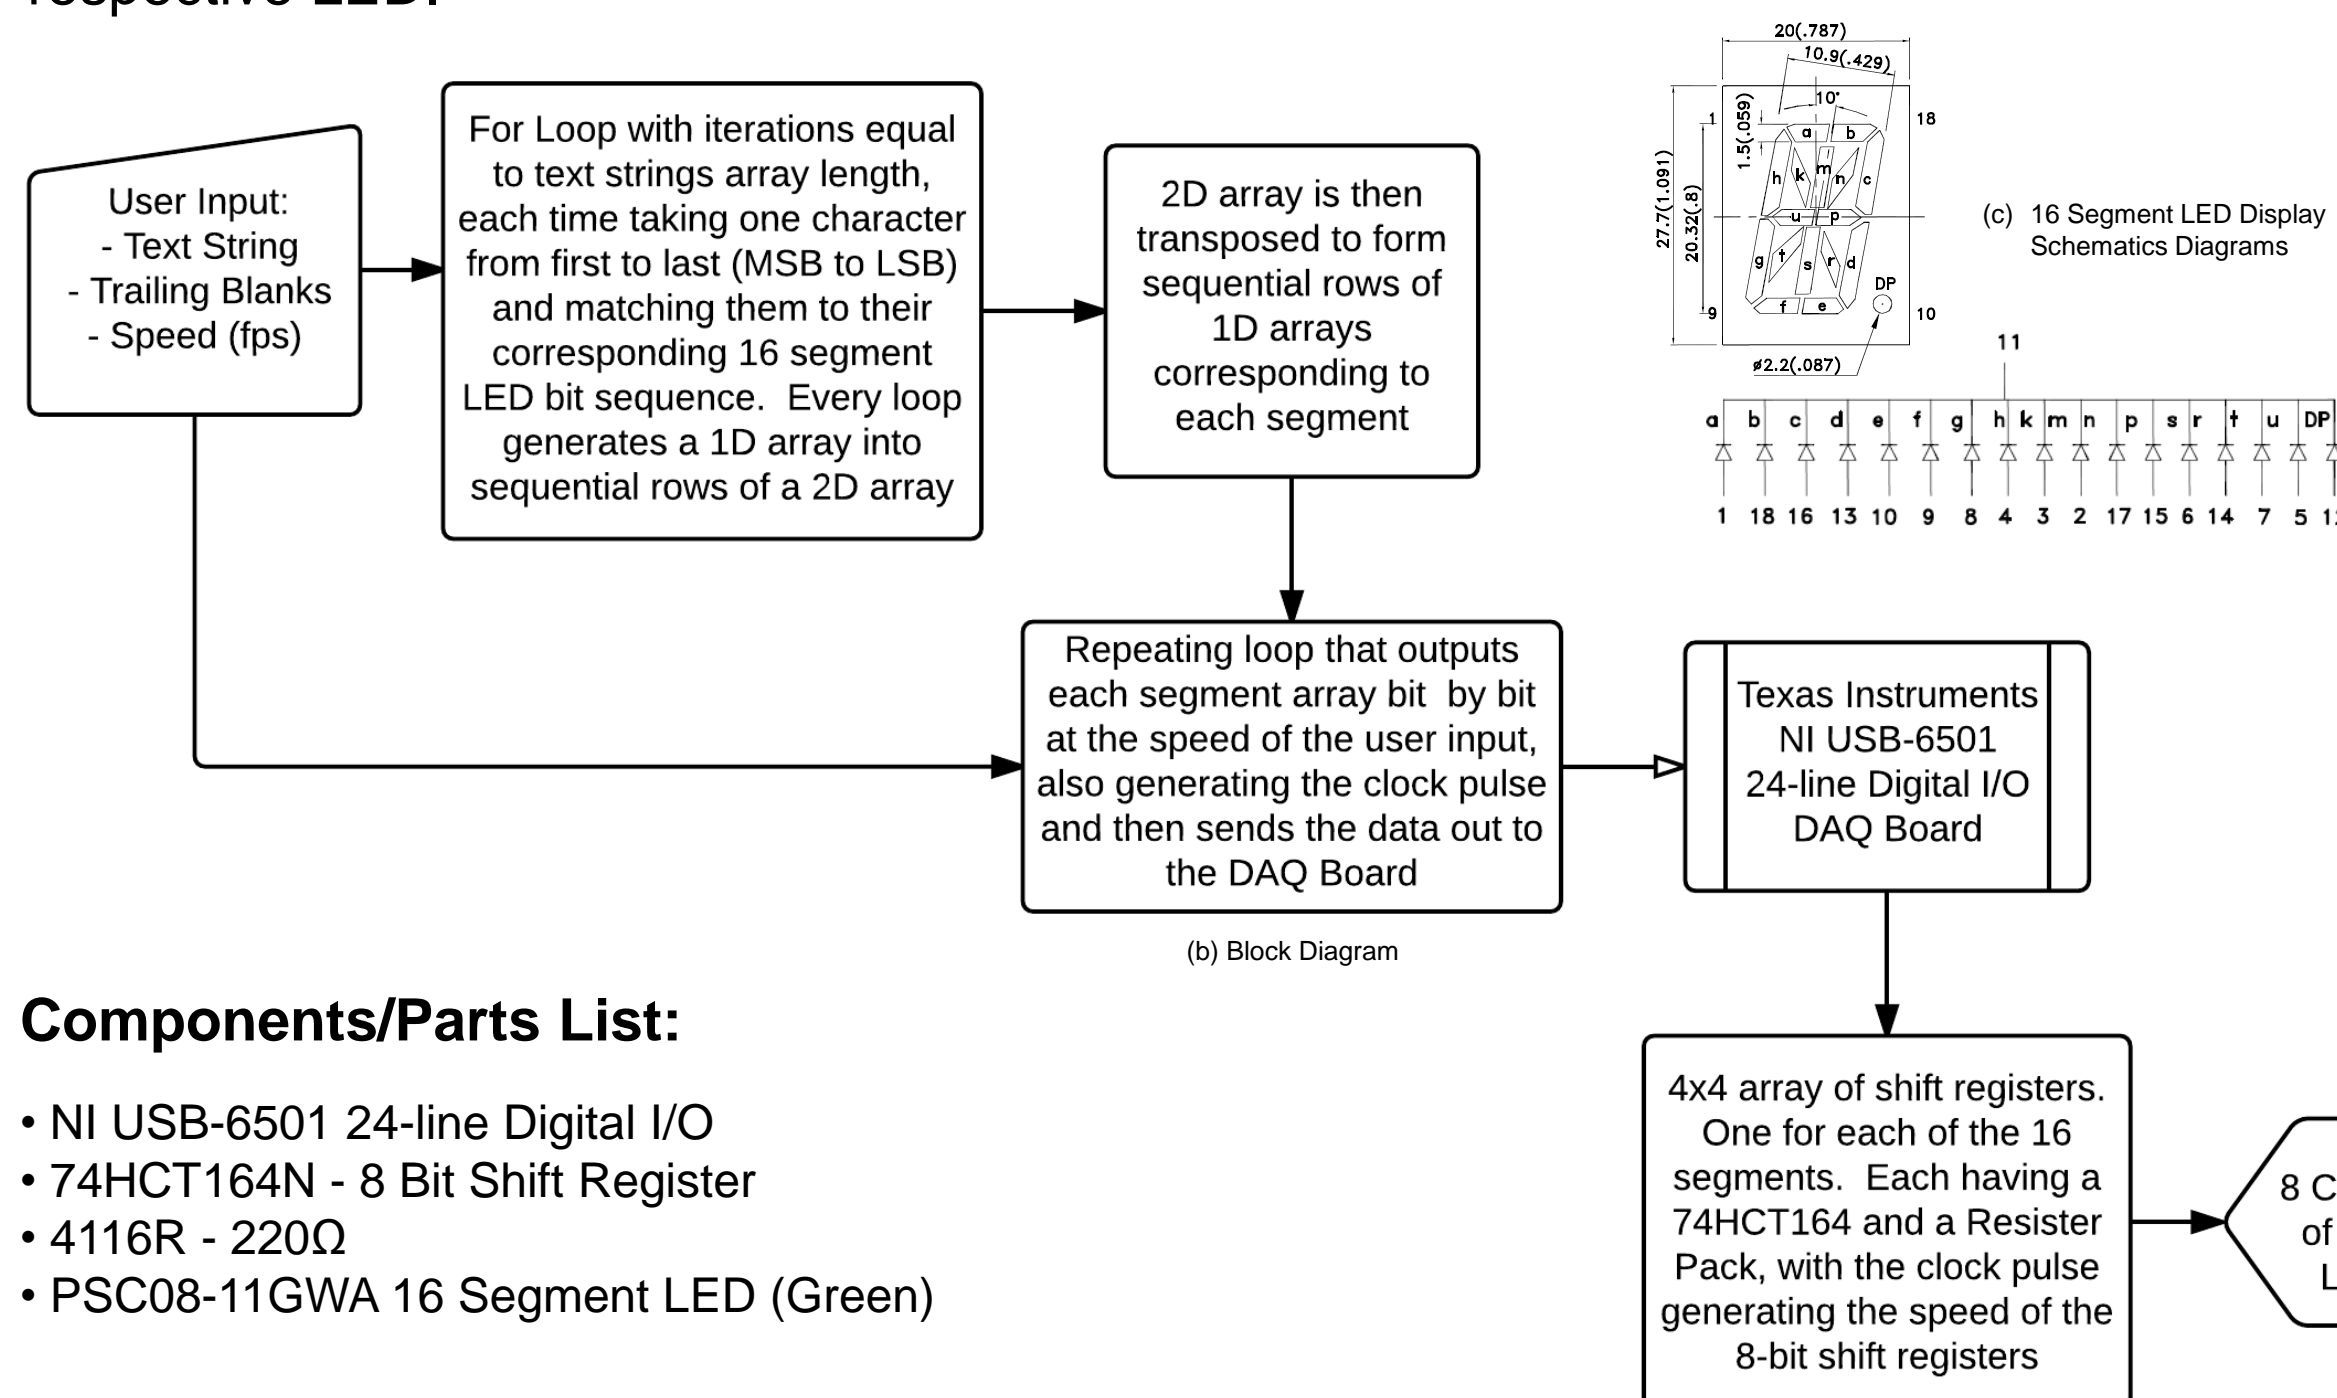 User Input:
- Text String
- Trailing Blanks
- Speed (fps)
For Loop with iterations equal
to text strings array length,
each time taking one character
from first to last (MSB to LSB)
and matching them to their
corresponding 16 segment
LED bit sequence.  Every loop
generates a 1D array into
sequential rows of a 2D array
2D array is then
transposed to form
sequential rows of
1D arrays
corresponding to
each segment
20(.787)
10.9(.429)
10°
1.5(.059)
27.7(1.091)
20.32(.8)
1
18
a b
h k m n c
u p
g t s r d
f e
DP
9
10
ø2.2(.087)
(c) 16 Segment LED Display
Schematics Diagrams
11
a b c d e f g h k m n p s r t u DP
1 18 16 13 10 9 8 4 3 2 17 15 6 14 7 5
Repeating loop that outputs
each segment array bit  by bit
at the speed of the user input,
also generating the clock pulse
and then sends the data out to
the DAQ Board
(b) Block Diagram
Texas Instruments
NI USB-6501
24-line Digital I/O
DAQ Board
4x4 array of shift registers.
One for each of the 16
segments.  Each having a
74HCT164 and a Resister
Pack, with the clock pulse
generating the speed of the
8-bit shift registers
8 C
of
L
Components/Parts List:
• NI USB-6501 24-line Digital I/O
• 74HCT164N - 8 Bit Shift Register
• 4116R - 220Ω
• PSC08-11GWA 16 Segment LED (Green)